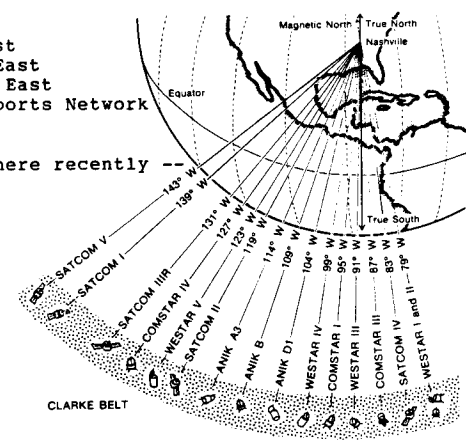 st
East
East
ports Network
here recently --
Magnetic North
True North
Nashville
Equator
True South
143° W
139° W
131° W
127° W
123° W
119° W
114° W
109° W
104° W
99° W
95° W
91° W
87° W
83° W
79° W
SATCOM V
SATCOM I
SATCOM IIIR
COMSTAR IV
WESTAR V
SATCOM II
ANIK A3
ANIK B
ANIK D1
WESTAR IV
COMSTAR I
WESTAR III
COMSTAR III
SATCOM IV
WESTAR I and II
CLARKE BELT